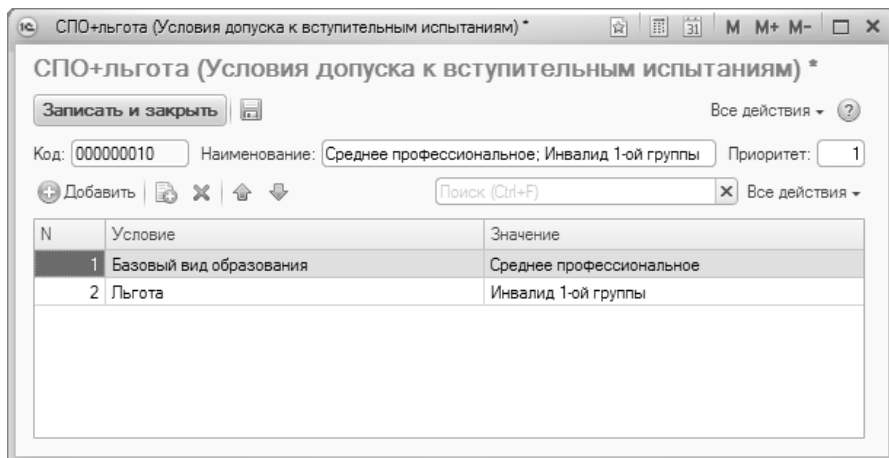 1С СПО+льгота (Условия допуска к вступительным испытаниям) * 31 M M+ M-
СПО+льгота (Условия допуска к вступительным испытаниям) *
Записать и закрыть Все действия ?
Код: 000000010 Наименование: Среднее профессиональное; Инвалид 1-ой группы Приоритет: 1
Добавить Поиск (Ctrl+F) Все действия
N Условие Значение
1 Базовый вид образования Среднее профессиональное
2 Льгота Инвалид 1-ой группы